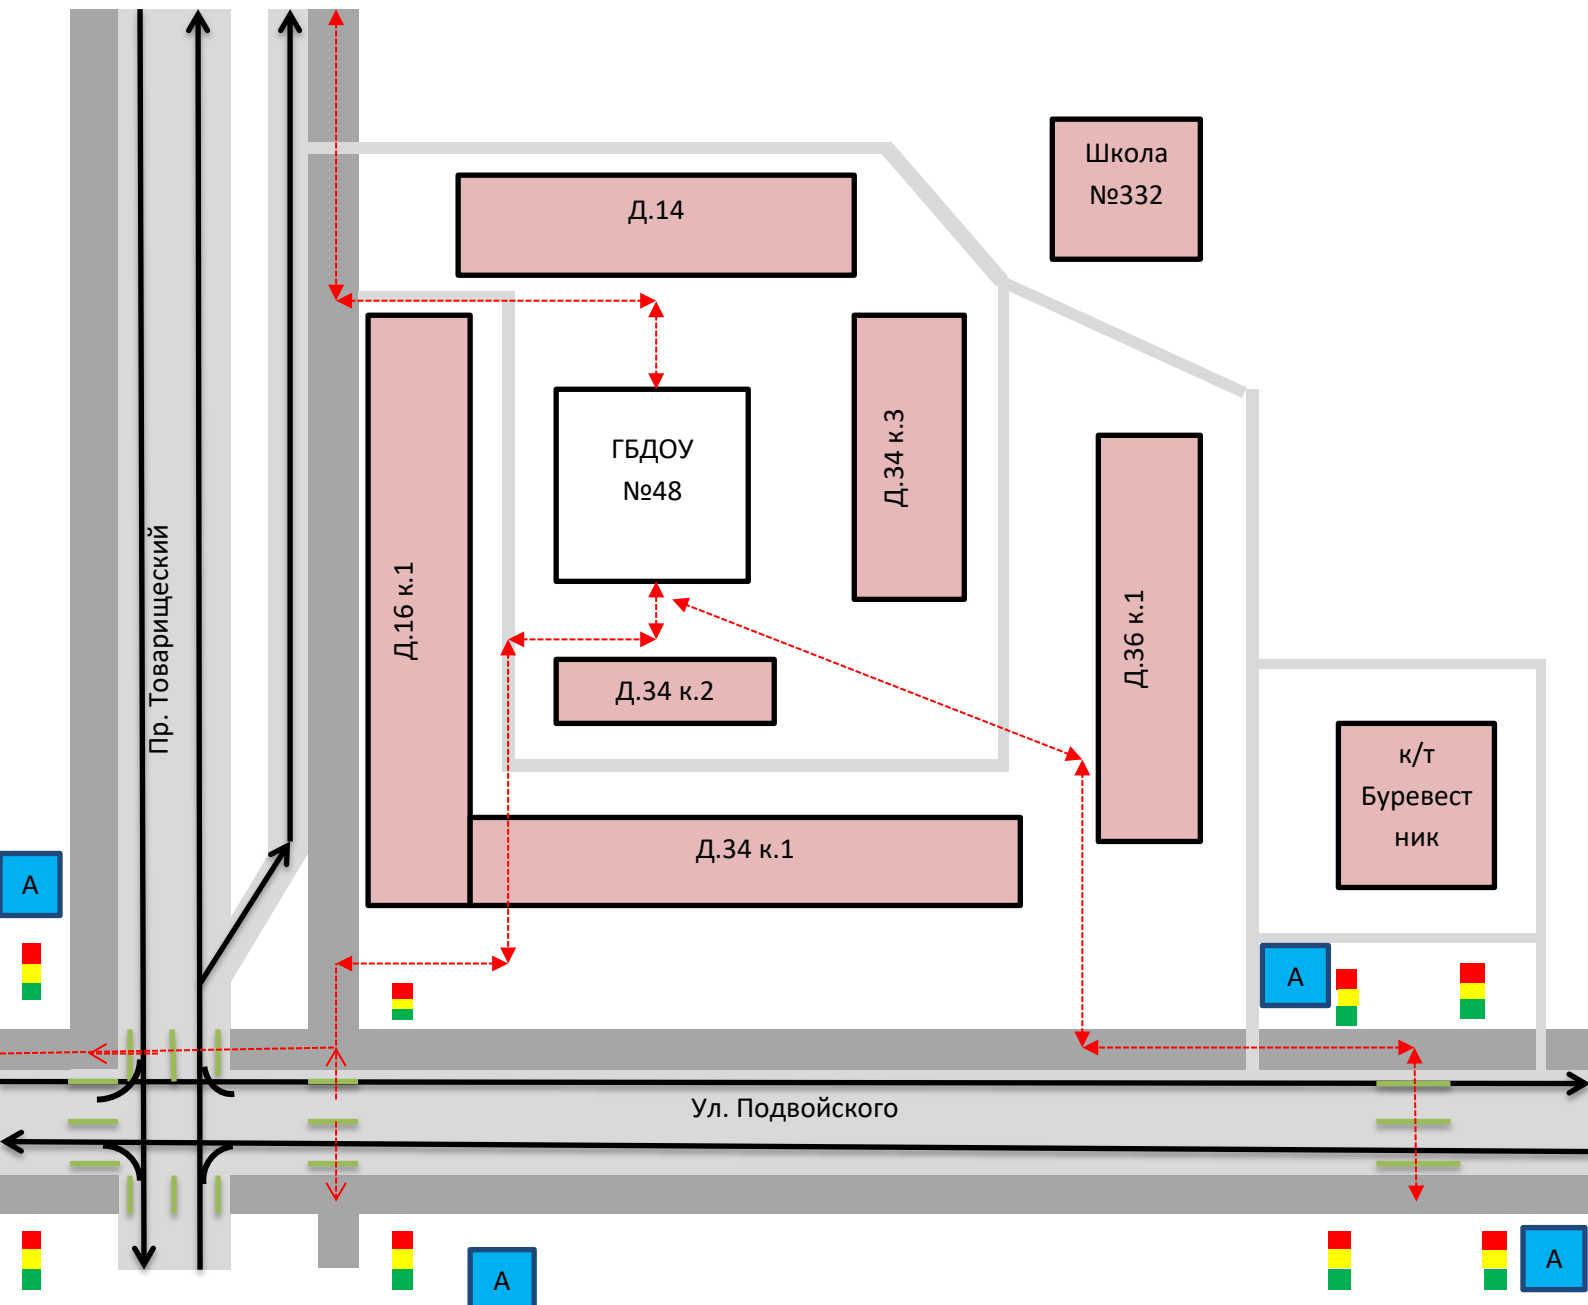 Школа
№332
Д.14
Д.34 к.3
ГБДОУ
№48
Д.16 к.1
Д.36 к.1
Пр. Товарищеский
Д.34 к.2
к/т
Буревест
ник
Д.34 к.1
А
А
Ул. Подвойского
А
А